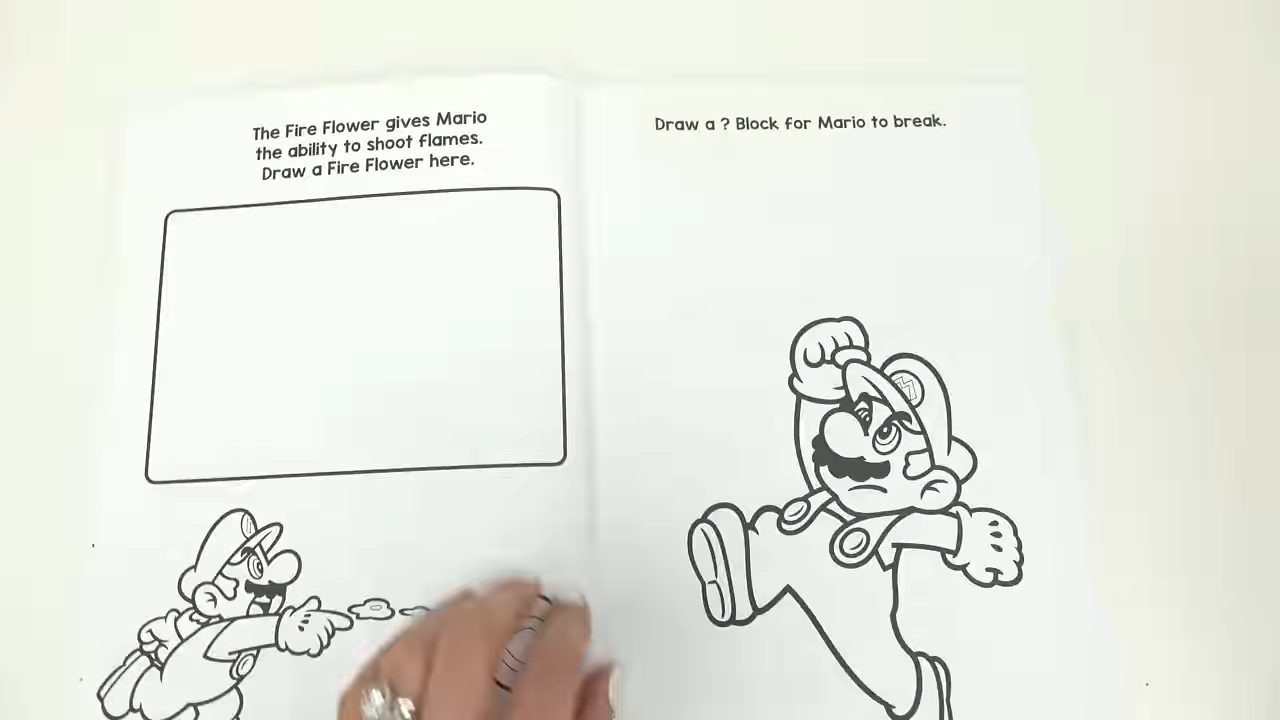 The Fire Flower gives Mario
the ability to shoot flames.
Draw a Fire Flower here.
Draw a ? Block for Mario to break.
M